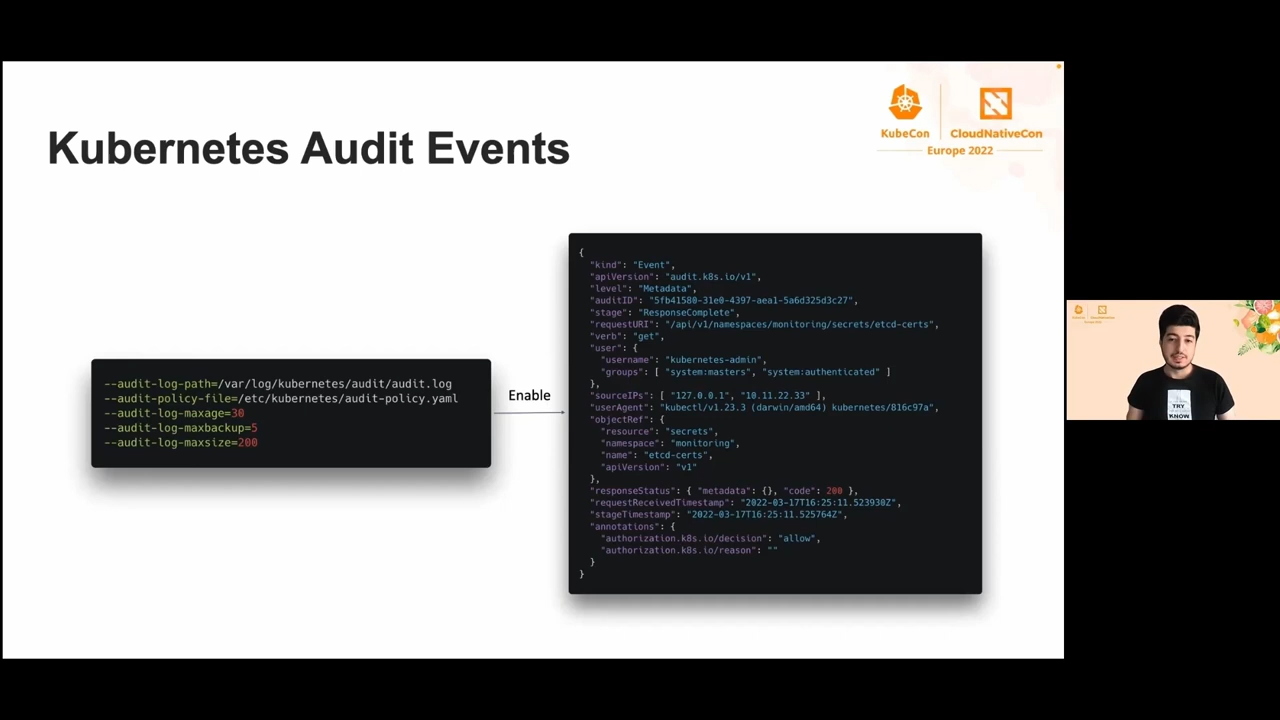 Kubernetes Audit Events
KubeCon
CloudNativeCon
Europe 2022
--audit-log-path=/var/log/kubernetes/audit/audit.log
--audit-policy-file=/etc/kubernetes/audit-policy.yaml
--audit-log-maxage=30
--audit-log-maxbackup=5
--audit-log-maxsize=200
Enable
{
"kind": "Event",
"apiVersion": "audit.k8s.io/v1",
"level": "Metadata",
"auditID": "5fb41580-31e0-4397-aea1-5a6d325d3c27",
"stage": "ResponseComplete",
"requestURI": "/api/v1/namespaces/monitoring/secrets/etcd-certs",
"verb": "get",
"user": {
"username": "kubernetes-admin",
"groups": [ "system:masters", "system:authenticated" ]
},
"sourceIPs": [ "127.0.0.1", "10.11.22.33" ],
"userAgent": "kubectl/v1.23.3 (darwin/amd64) kubernetes/816c97a",
"objectRef": {
"resource": "secrets",
"namespace": "monitoring",
"name": "etcd-certs",
"apiVersion": "v1"
},
"responseStatus": { "metadata": {}, "code": 200 },
"requestReceivedTimestamp": "2022-03-17T16:25:11.523930Z",
"stageTimestamp": "2022-03-17T16:25:11.525764Z",
"annotations": {
"authorization.k8s.io/decision": "allow",
"authorization.k8s.io/reason": ""
}
}
TRY
KNOW